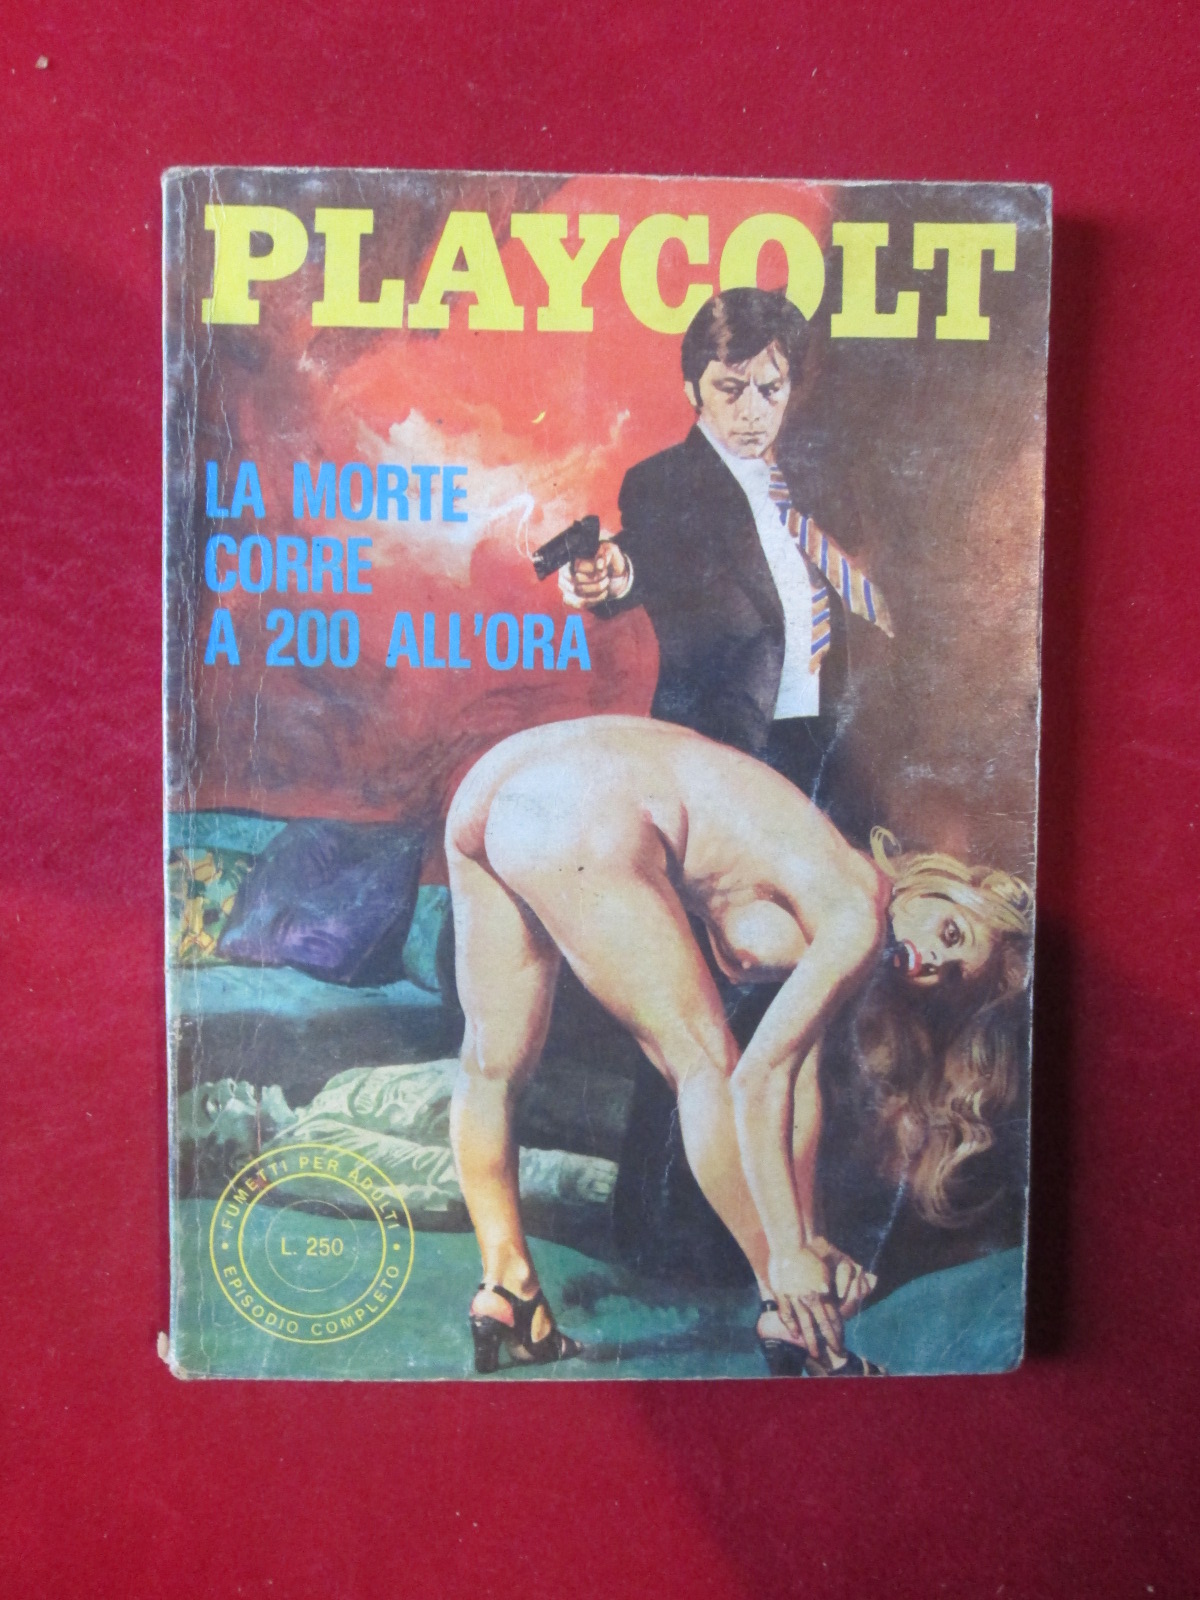 PLAYCOLT
LA MORTE
CORRE
A 200 ALL'ORA
FUMETTI PER ADULTI
L. 250
EPISODIO COMPLETO